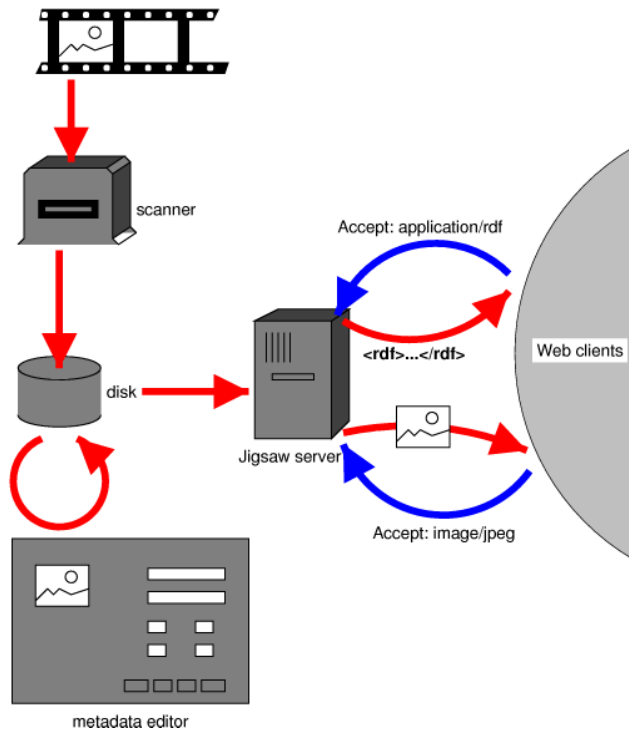 scanner
Accept: application/rdf
<rdf>...</rdf>
Web clients
disk
Jigsaw server
Accept: image/jpeg
metadata editor